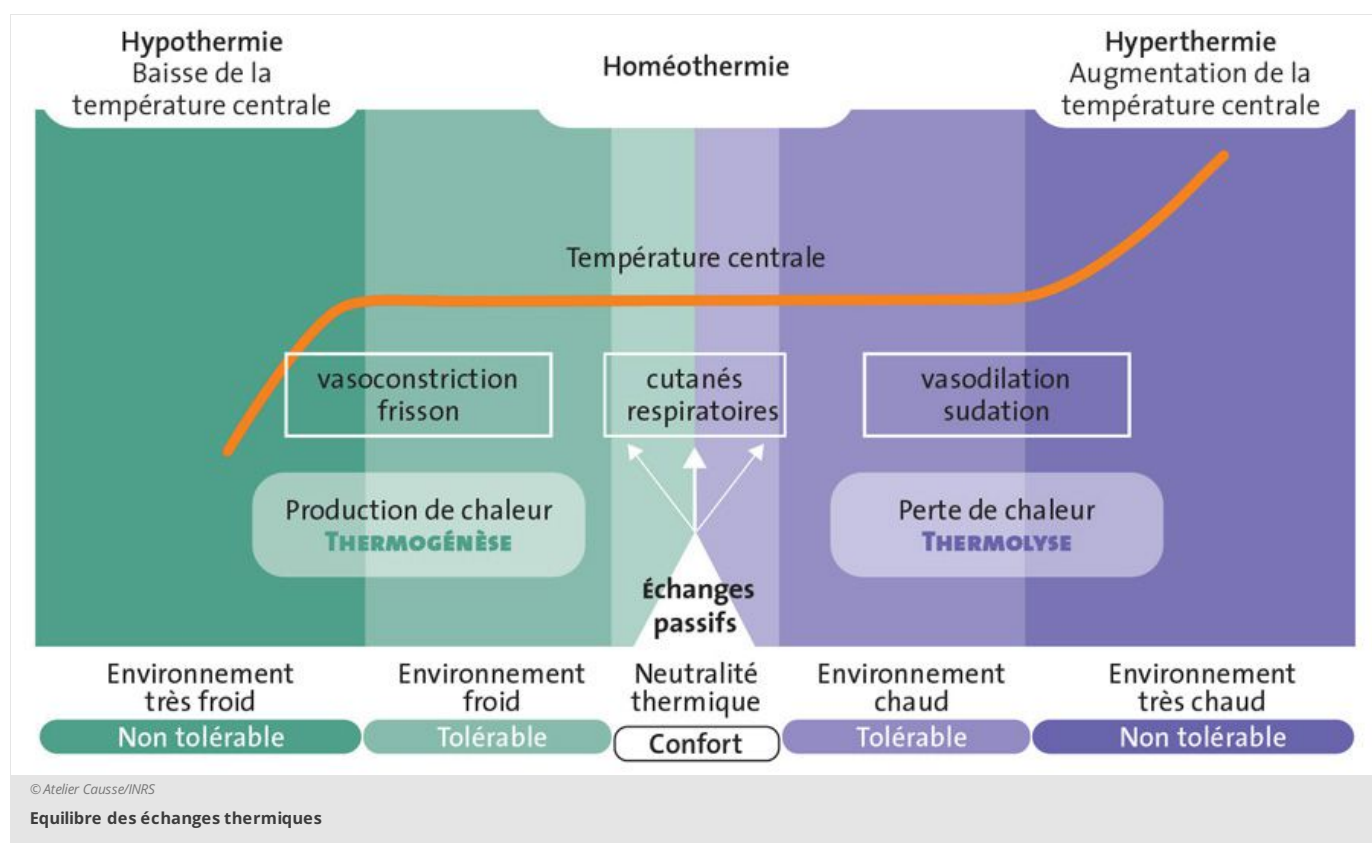 Hypothermie
Baisse de la
température centrale
Homéothermie
Hyperthermie
Augmentation de la
température centrale
Température centrale
vasoconstriction
frisson
cutanés
respiratoires
vasodilation
sudation
Production de chaleur
THERMOGÉNÈSE
Perte de chaleur
THERMOLYSE
Échanges
passifs
Environnement
très froid
Non tolérable
Environnement
froid
Tolérable
Neutralité
thermique
Confort
Environnement
chaud
Tolérable
Environnement
très chaud
Non tolérable
© Atelier Causse/INRS
Equilibre des échanges thermiques